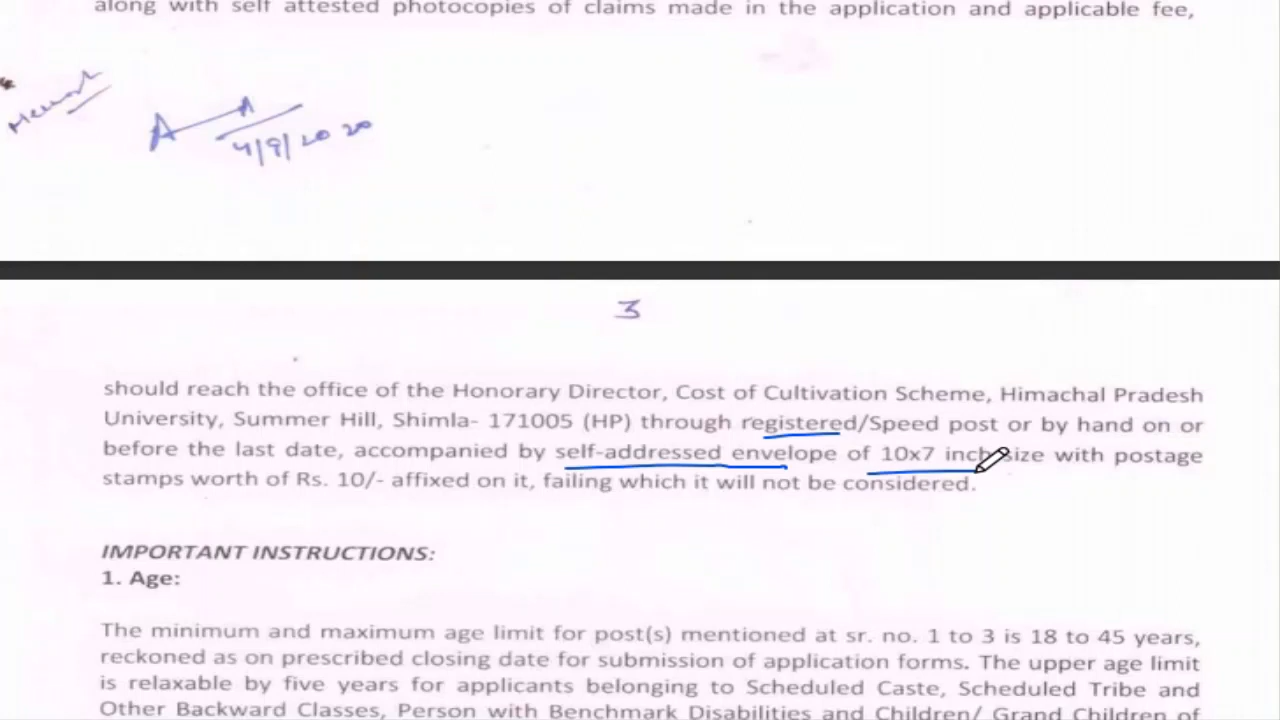 along with self attested photocopies of claims made in the application and applicable fee,
4/9/2020
3
should reach the office of the Honorary Director, Cost of Cultivation Scheme, Himachal Pradesh
University, Summer Hill, Shimla- 171005 (HP) through registered/Speed post or by hand on or
before the last date, accompanied by self-addressed envelope of 10x7 inch size with postage
stamps worth of Rs. 10/- affixed on it, failing which it will not be considered.
IMPORTANT INSTRUCTIONS:
1. Age:
The minimum and maximum age limit for post(s) mentioned at sr. no. 1 to 3 is 18 to 45 years,
reckoned as on prescribed closing date for submission of application forms. The upper age limit
is relaxable by five years for applicants belonging to Scheduled Caste, Scheduled Tribe and
Other Backward Classes, Person with Benchmark Disabilities and Children/ Grand Children of